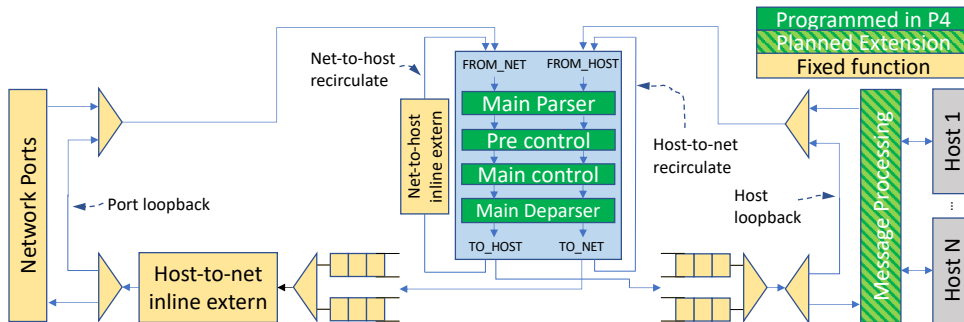 Programmed in P4
Planned Extension
Fixed function
Net-to-host
recirculate
FROM_NET
FROM_HOST
Main Parser
Pre control
Main control
Main Deparser
TO_HOST
TO_NET
Net-to-host
inline extern
Host-to-net
recirculate
Network Ports
Port loopback
Host-to-net
inline extern
Host
loopback
Message Processing
Host 1
...
Host N